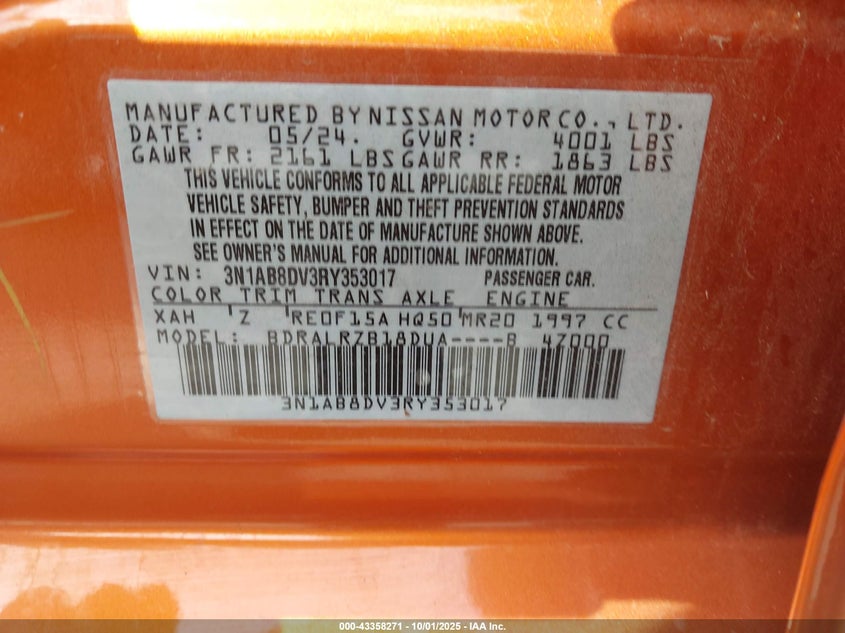 MANUFACTURED BY NISSAN MOTOR CO., LTD.
DATE: 05/24. GVWR: 4001 LBS
GAWR FR: 2161 LBS GAWR RR: 1863 LBS
THIS VEHICLE CONFORMS TO ALL APPLICABLE FEDERAL MOTOR
VEHICLE SAFETY, BUMPER AND THEFT PREVENTION STANDARDS
IN EFFECT ON THE DATE OF MANUFACTURE SHOWN ABOVE.
SEE OWNER'S MANUAL FOR ADDITIONAL INFORMATION.
VIN: 3N1AB8DV3RY353017 PASSENGER CAR.
COLOR TRIM TRANS AXLE ENGINE
XAH Z RE0F15A HQ50 MR20 1997 CC
MODEL: BDRALRZB18DUA----B 4Z000
3N1AB8DV3RY353017
000-43358271 - 10/01/2025 - IAA Inc.